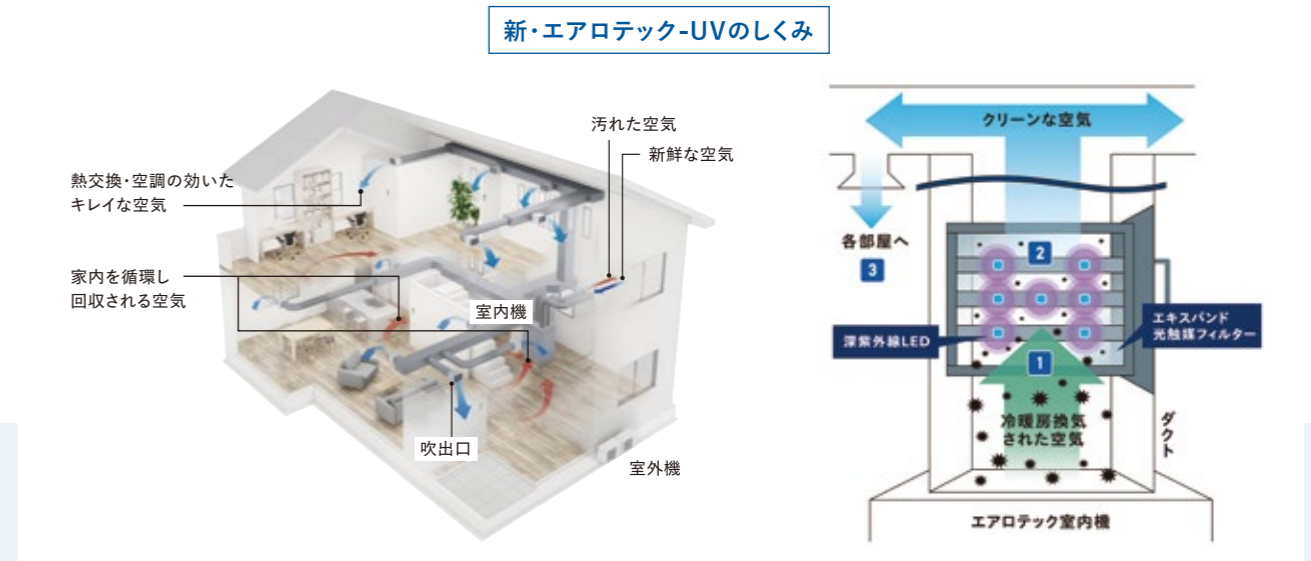 新・エアロテック-UVのしくみ
汚れた空気
新鮮な空気
熱交換・空調の効いた
キレイな空気
家内を循環し
回収される空気
室内機
吹出口
室外機
クリーンな空気
各部屋へ
3
2
深紫外線LED
エキスパンド
光触媒フィルター
1
冷暖房換気
された空気
ダクト
エアロテック室内機